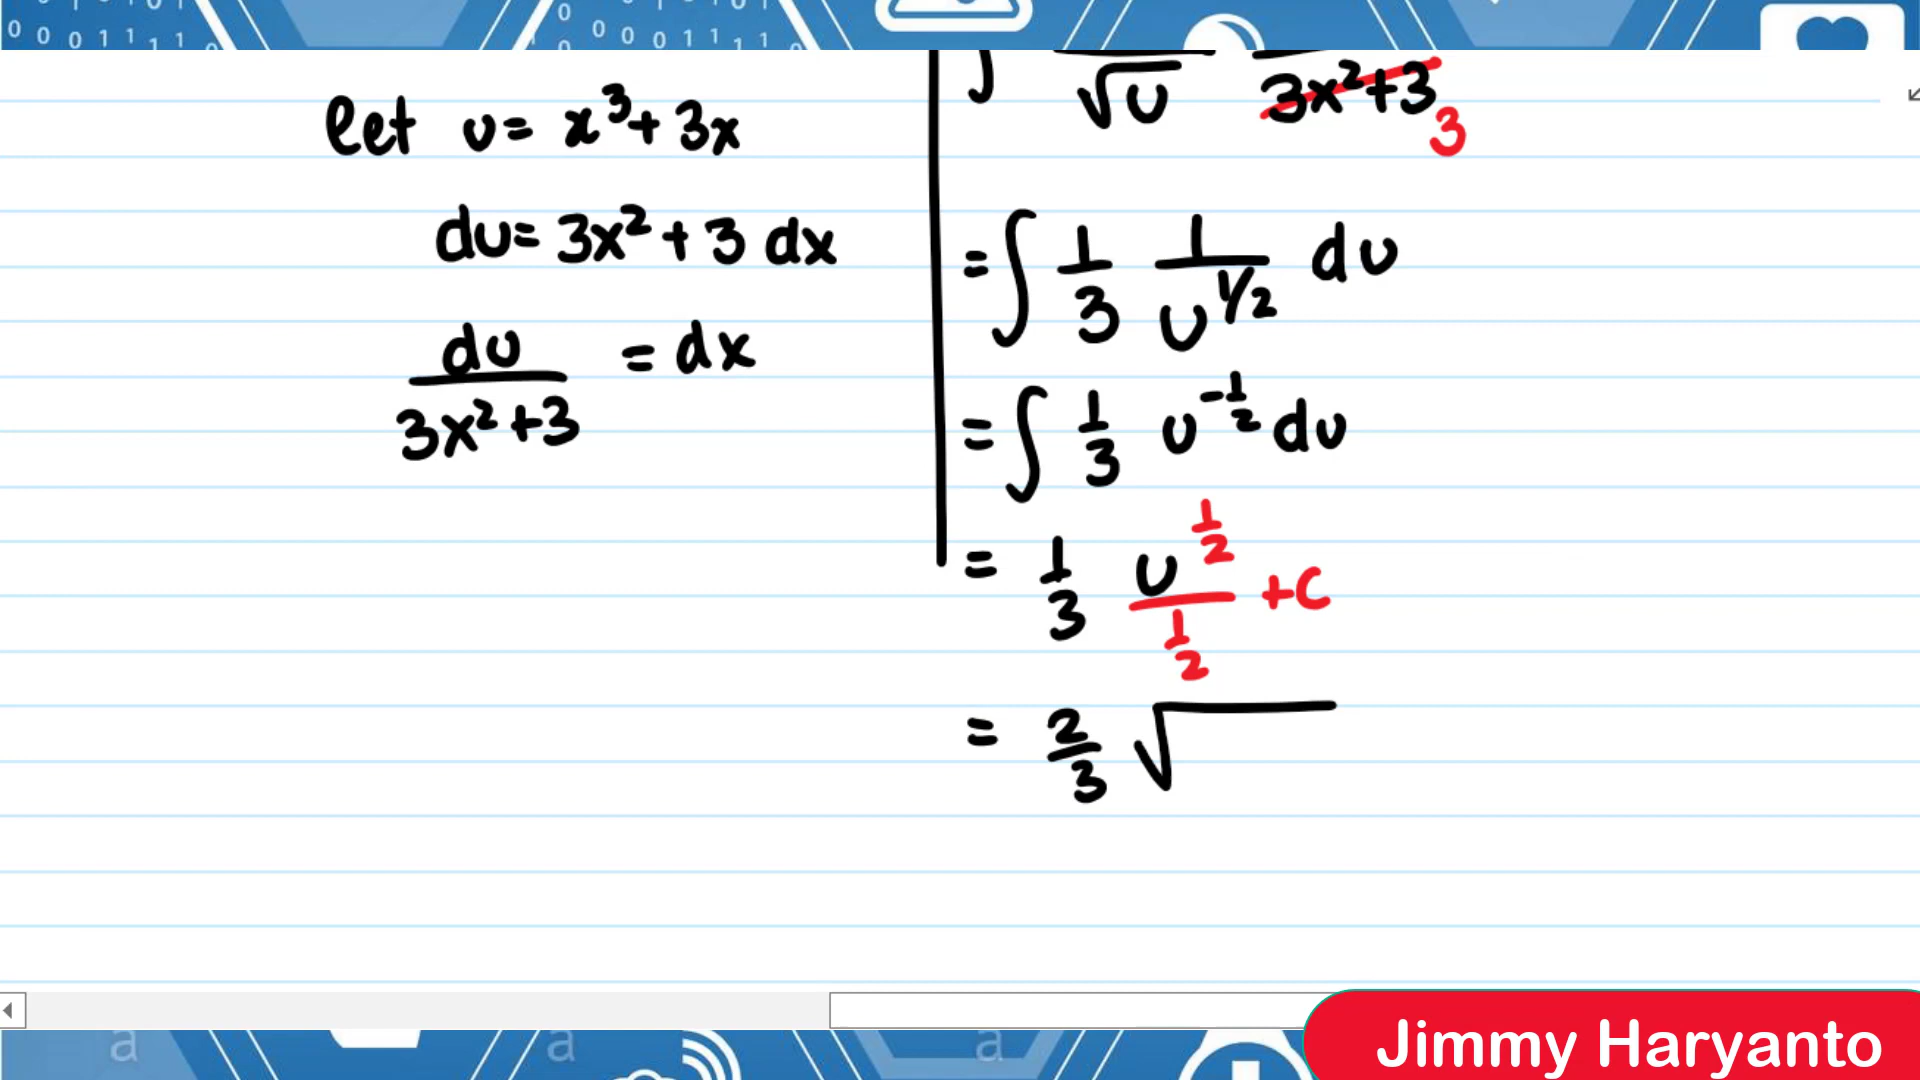 let u = x³ + 3x
du = 3x² + 3 dx
du/(3x² + 3) = dx
∫ /√u /(3x² + 3) 3
= ∫ 1/3 1/u^(1/2) du
= ∫ 1/3 u^(-1/2) du
= 1/3 u^(1/2)/(1/2) + C
= 2/3 √
Jimmy Haryanto